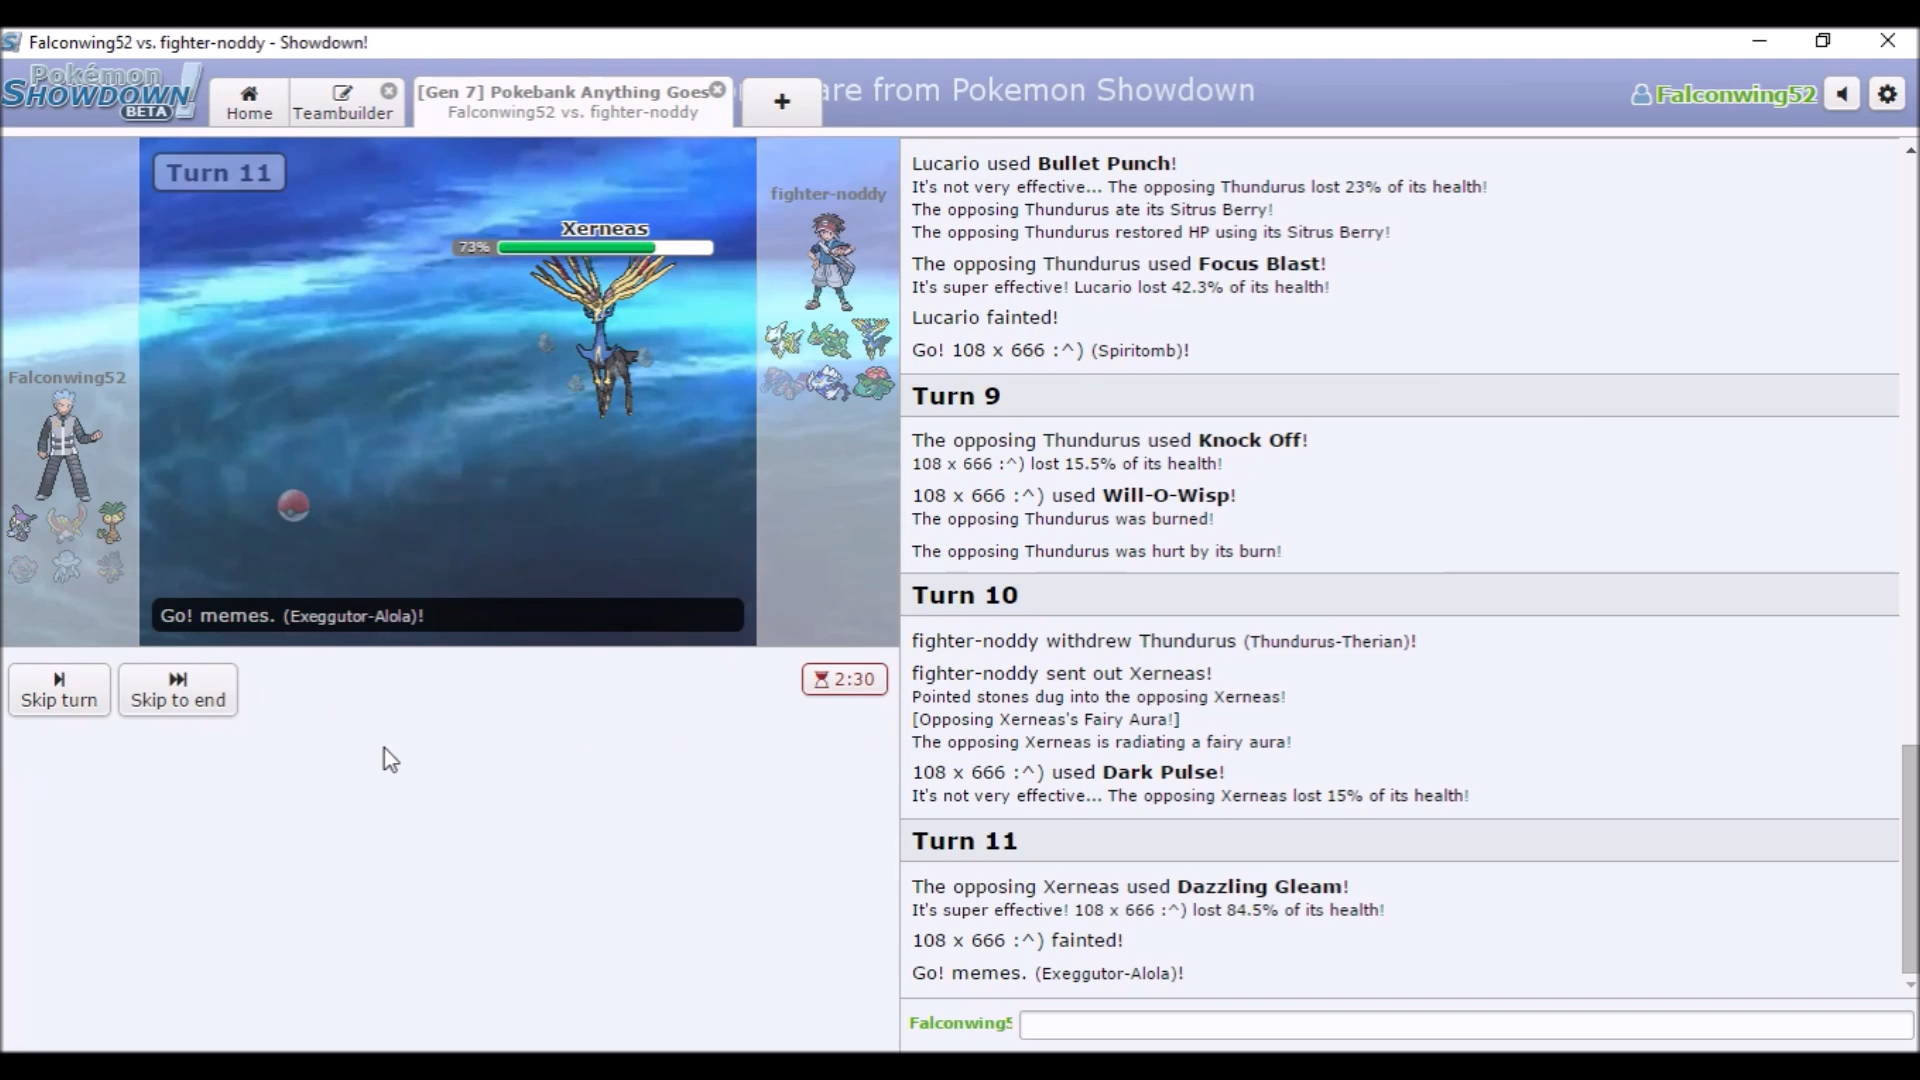 Falconwing52 vs. fighter-noddy - Showdown!
Pokémon
SHOWDOWN!
BETA
Home
Teambuilder
[Gen 7] Pokebank Anything Goes
Falconwing52 vs. fighter-noddy
+
are from Pokemon Showdown
Falconwing52
Turn 11
fighter-noddy
Xerneas
73%
Falconwing52
Go! memes. (Exeggutor-Alola)!
Skip turn
Skip to end
2:30
Lucario used Bullet Punch!
It's not very effective... The opposing Thundurus lost 23% of its health!
The opposing Thundurus ate its Sitrus Berry!
The opposing Thundurus restored HP using its Sitrus Berry!
The opposing Thundurus used Focus Blast!
It's super effective! Lucario lost 42.3% of its health!
Lucario fainted!
Go! 108 x 666 :^) (Spiritomb)!
Turn 9
The opposing Thundurus used Knock Off!
108 x 666 :^) lost 15.5% of its health!
108 x 666 :^) used Will-O-Wisp!
The opposing Thundurus was burned!
The opposing Thundurus was hurt by its burn!
Turn 10
fighter-noddy withdrew Thundurus (Thundurus-Therian)!
fighter-noddy sent out Xerneas!
Pointed stones dug into the opposing Xerneas!
[Opposing Xerneas's Fairy Aura!]
The opposing Xerneas is radiating a fairy aura!
108 x 666 :^) used Dark Pulse!
It's not very effective... The opposing Xerneas lost 15% of its health!
Turn 11
The opposing Xerneas used Dazzling Gleam!
It's super effective! 108 x 666 :^) lost 84.5% of its health!
108 x 666 :^) fainted!
Go! memes. (Exeggutor-Alola)!
Falconwing5